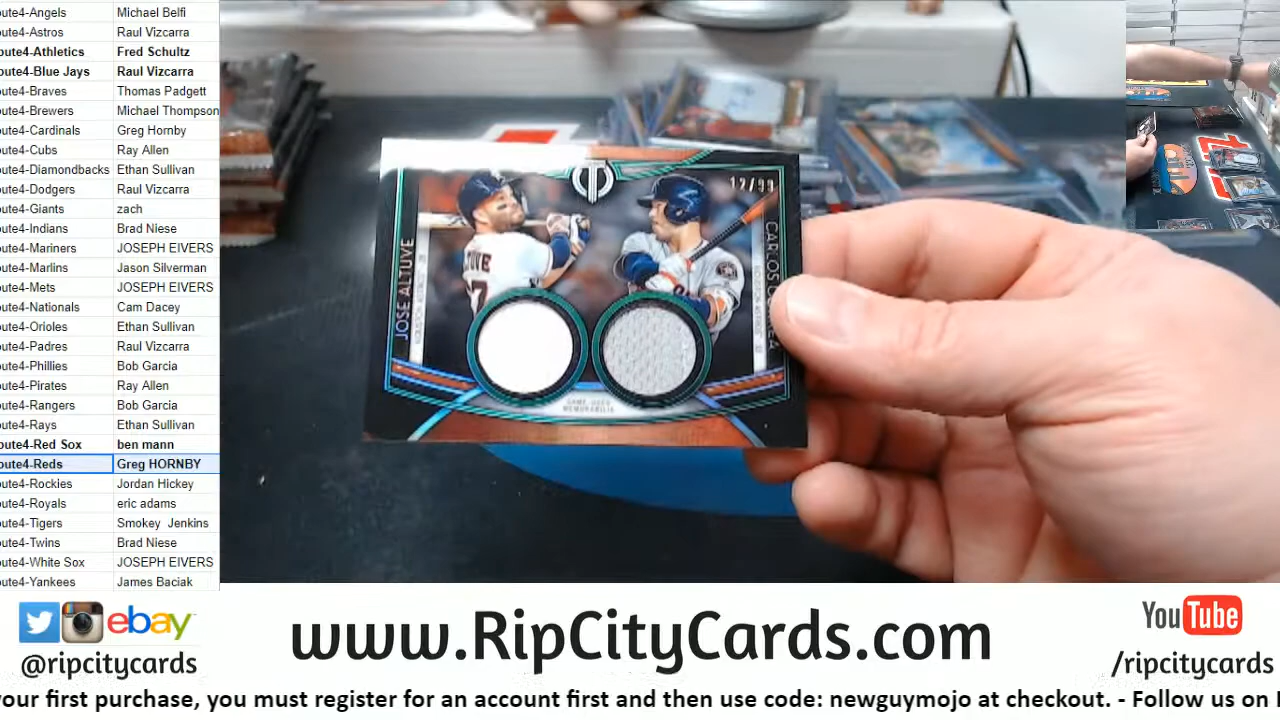 oute4-Angels Michael Belfi
oute4-Astros Raul Vizcarra
oute4-Athletics Fred Schultz
oute4-Blue Jays Raul Vizcarra
oute4-Braves Thomas Padgett
oute4-Brewers Michael Thompson
oute4-Cardinals Greg Hornby
oute4-Cubs Ray Allen
oute4-Diamondbacks Ethan Sullivan
oute4-Dodgers Raul Vizcarra
oute4-Giants zach
oute4-Indians Brad Niese
oute4-Mariners JOSEPH EIVERS
oute4-Marlins Jason Silverman
oute4-Mets JOSEPH EIVERS
oute4-Nationals Cam Dacey
oute4-Orioles Ethan Sullivan
oute4-Padres Raul Vizcarra
oute4-Phillies Bob Garcia
oute4-Pirates Ray Allen
oute4-Rangers Bob Garcia
oute4-Rays Ethan Sullivan
oute4-Red Sox ben mann
oute4-Reds Greg HORNBY
oute4-Rockies Jordan Hickey
oute4-Royals eric adams
oute4-Tigers Smokey Jenkins
oute4-Twins Brad Niese
oute4-White Sox JOSEPH EIVERS
oute4-Yankees James Baciak
12/99
JOSE ALTUVE
CARLOS
GAME-USED
MEMORABILIA
ebay
@ripcitycards
www.RipCityCards.com
YouTube
/ripcitycards
your first purchase, you must register for an account first and then use code: newguymojo at checkout. - Follow us on